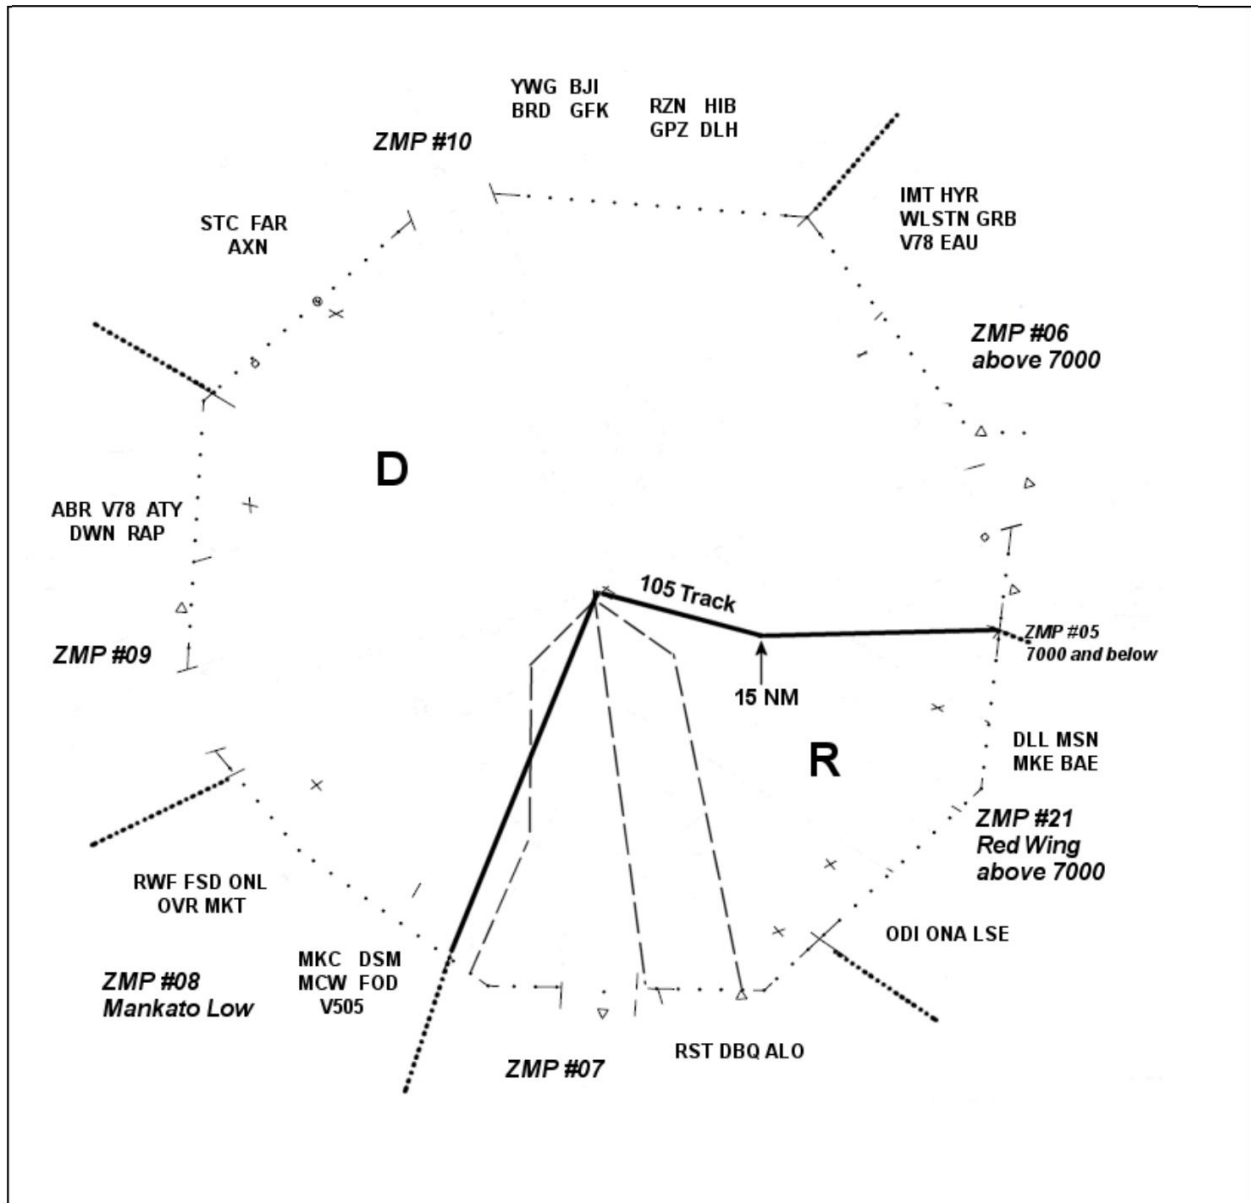 YWG BJI
BRD GFK
RZN HIB
GPZ DLH
ZMP #10
IMT HYR
WLSTN GRB
V78 EAU
STC FAR
AXN
ZMP #06
above 7000
D
ABR V78 ATY
DWN RAP
105 Track
ZMP #09
ZMP #05
7000 and below
15 NM
R
DLL MSN
MKE BAE
ZMP #21
Red Wing
above 7000
RWF FSD ONL
OVR MKT
ODI ONA LSE
MKC DSM
MCW FOD
V505
ZMP #08
Mankato Low
RST DBQ ALO
ZMP #07